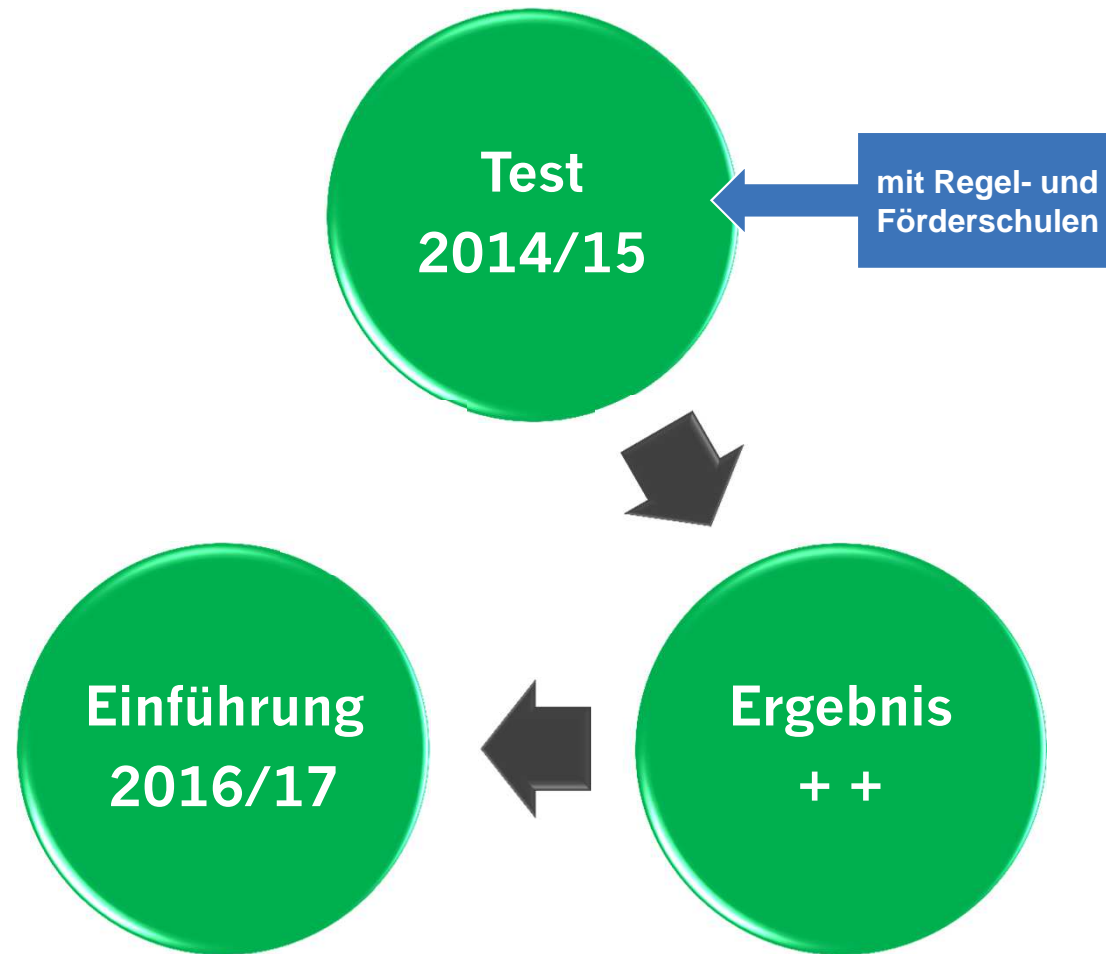 Test
2014/15
mit Regel- und
Förderschulen
Einführung
2016/17
Ergebnis
+ +